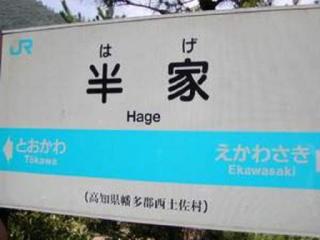 JR
は げ
半 家
Hage
とおかわ えかわさき
Tōkawa Ekawasaki
(高知県幡多郡西土佐村)